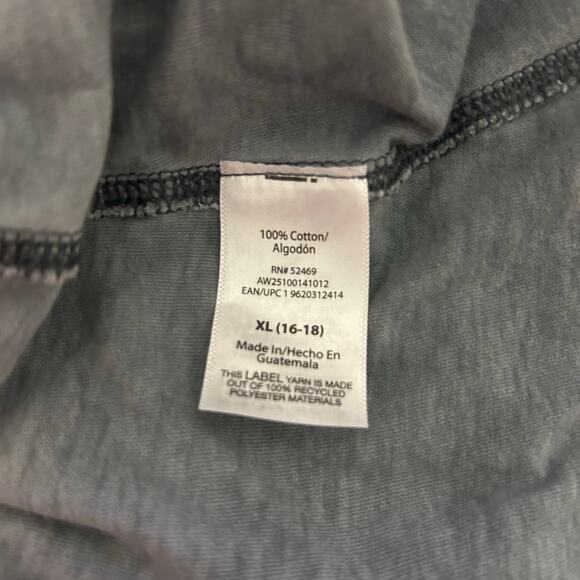 100% Cotton/
Algodón
RN# 52469
AW25100141012
EAN/UPC 1 9620312414
XL (16-18)
Made In/Hecho En
Guatemala
THIS LABEL YARN IS MADE
OUT OF 100% RECYCLED
POLYESTER MATERIALS